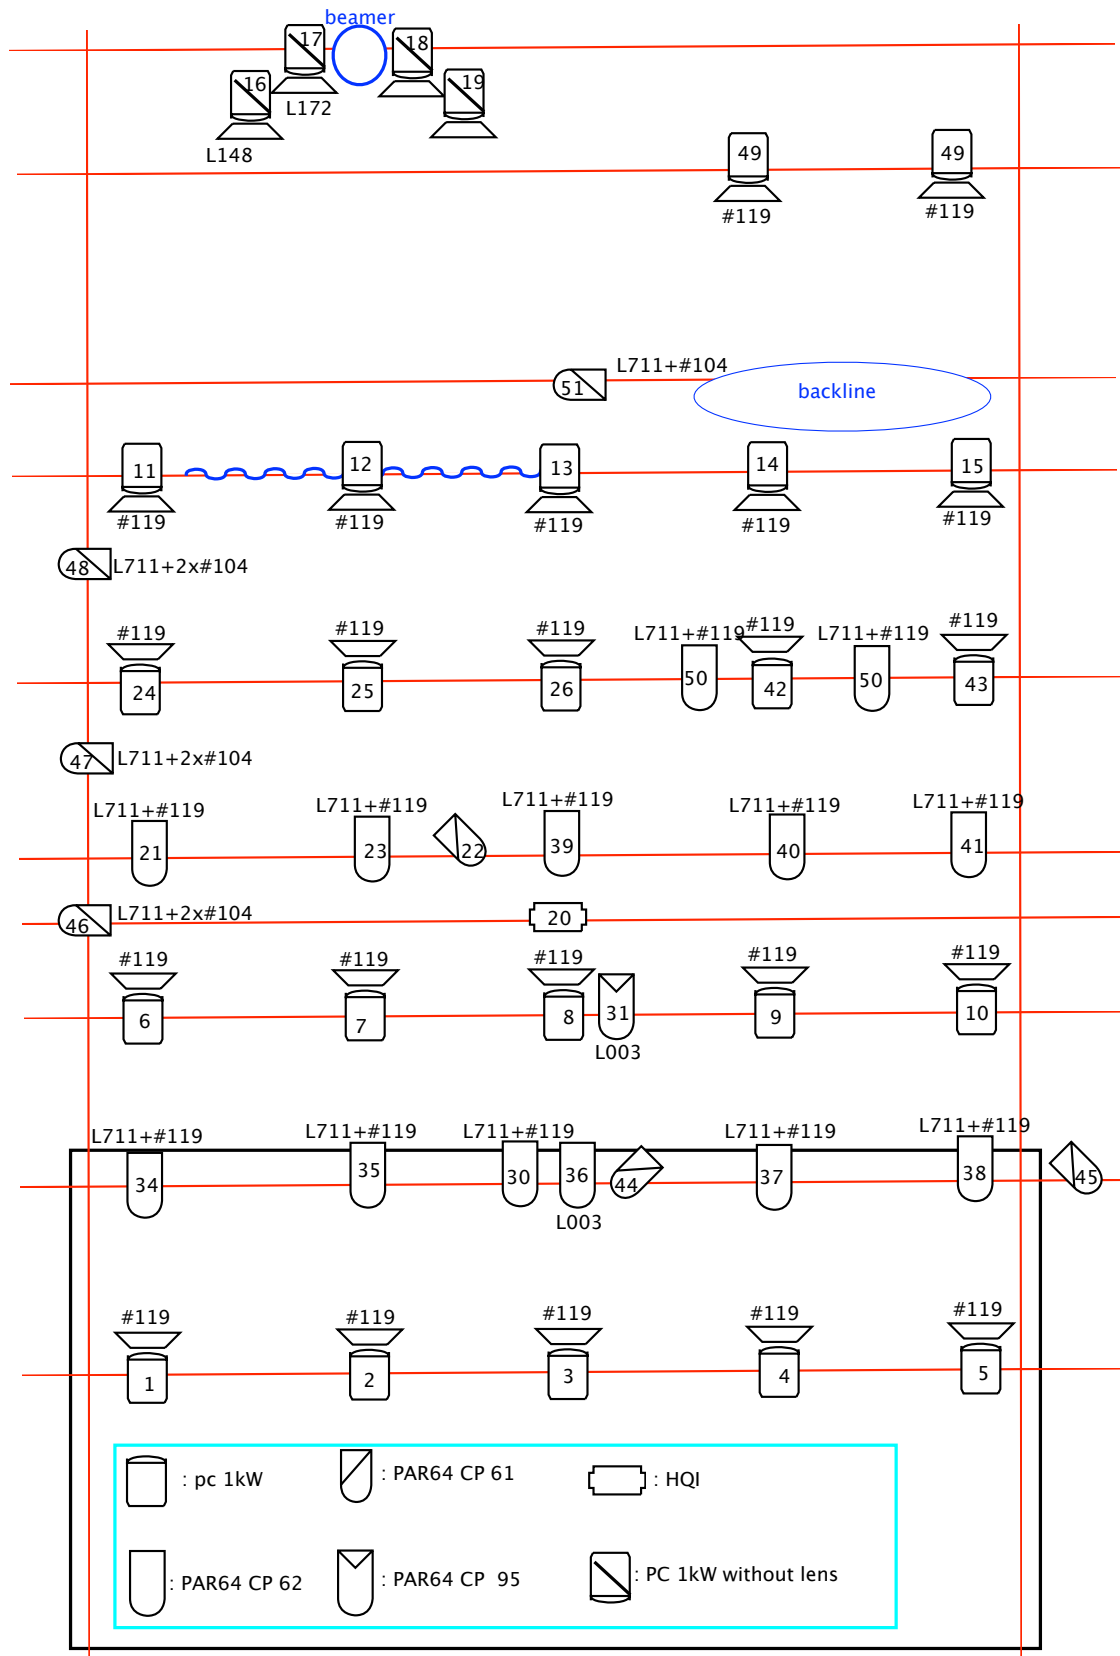 beamer
17
18
16
19
L172
L148
49
49
#119
#119
L711+#104
51
backline
11
12
13
14
15
#119
#119
#119
#119
#119
48
L711+2x#104
#119
#119
#119
L711+#119
#119
L711+#119
#119
24
25
26
50
42
50
43
47
L711+2x#104
L711+#119
L711+#119
L711+#119
L711+#119
L711+#119
21
23
22
39
40
41
46
L711+2x#104
20
#119
#119
#119
#119
#119
6
7
8
31
9
10
L003
L711+#119
L711+#119
L711+#119
L711+#119
L711+#119
34
35
30
36
44
37
38
45
L003
#119
#119
#119
#119
#119
1
2
3
4
5
: pc 1kW
: PAR64 CP 61
: HQI
: PAR64 CP 62
: PAR64 CP 95
: PC 1kW without lens